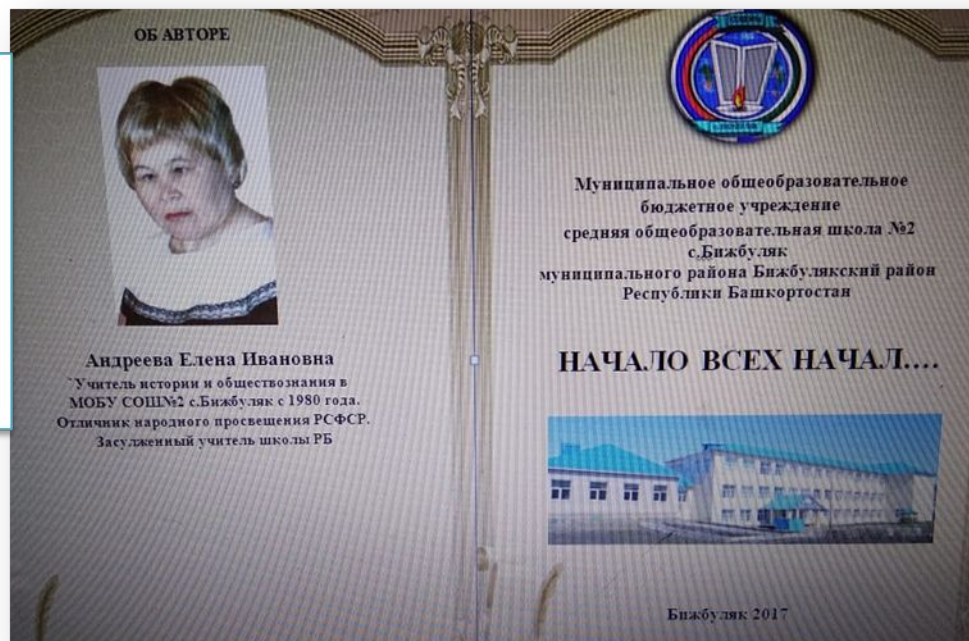 ОБ АВТОРЕ
Андреева Елена Ивановна
Учитель истории и обществознания в
МОБУ СОШ№2 с.Бижбуляк с 1980 года.
Отличник народного просвещения РСФСР.
Засулженный учитель школы РБ
Муниципальное общеобразовательное
бюджетное учреждение
средняя общеобразовательная школа №2
с.Бижбуляк
муниципального района Бижбулякский район
Республики Башкортостан
НАЧАЛО ВСЕХ НАЧАЛ....
Бижбуляк 2017